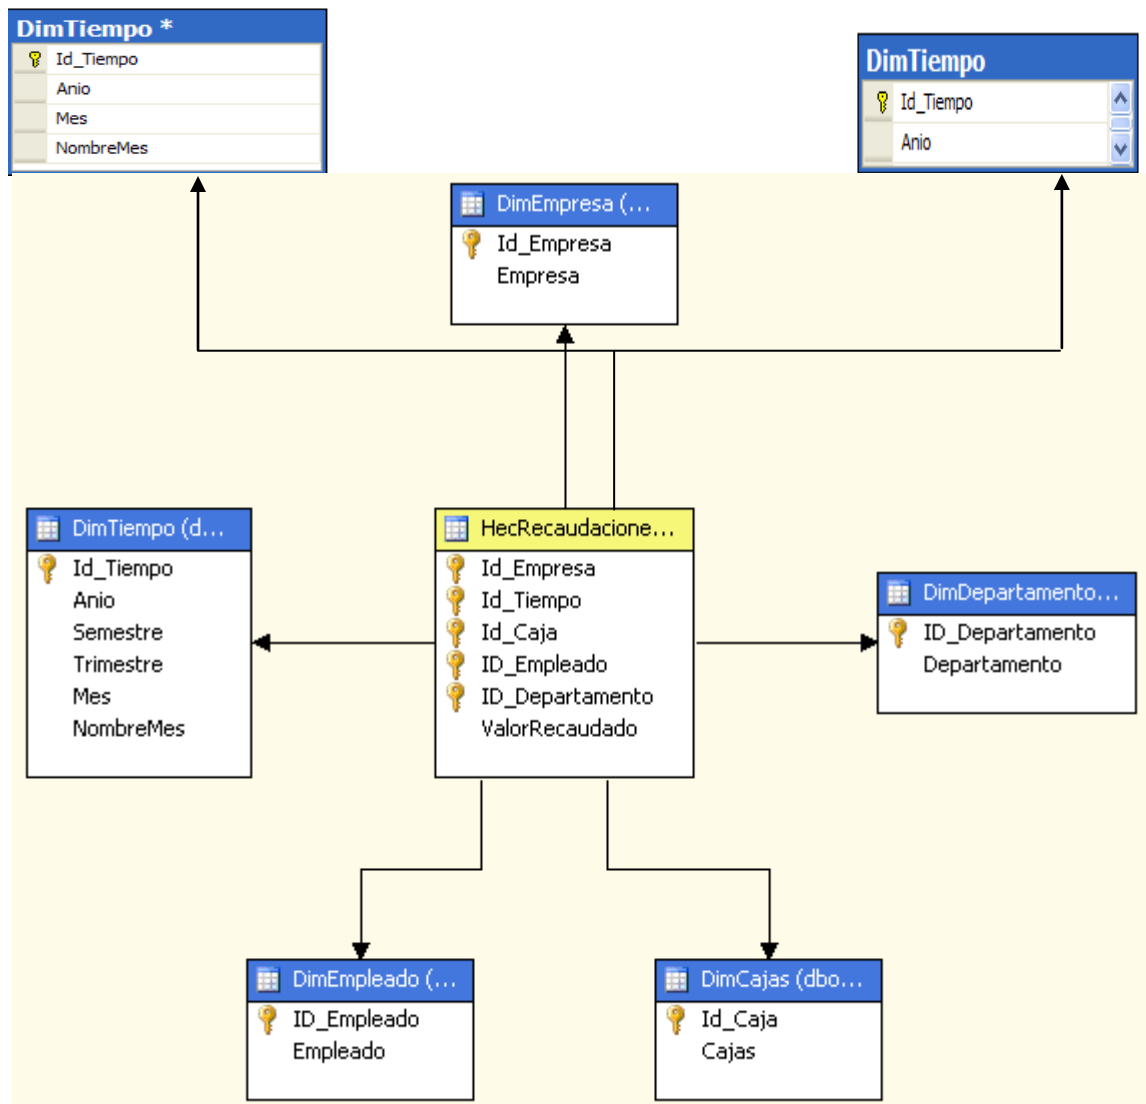 DimTiempo *
Id_Tiempo
Anio
Mes
NombreMes
DimTiempo
Id_Tiempo
Anio
DimEmpresa (...
Id_Empresa
Empresa
DimTiempo (d...
Id_Tiempo
Anio
Semestre
Trimestre
Mes
NombreMes
HecRecaudacione...
Id_Empresa
Id_Tiempo
Id_Caja
ID_Empleado
ID_Departamento
ValorRecaudado
DimDepartamento...
ID_Departamento
Departamento
DimEmpleado (...
ID_Empleado
Empleado
DimCajas (dbo...
Id_Caja
Cajas